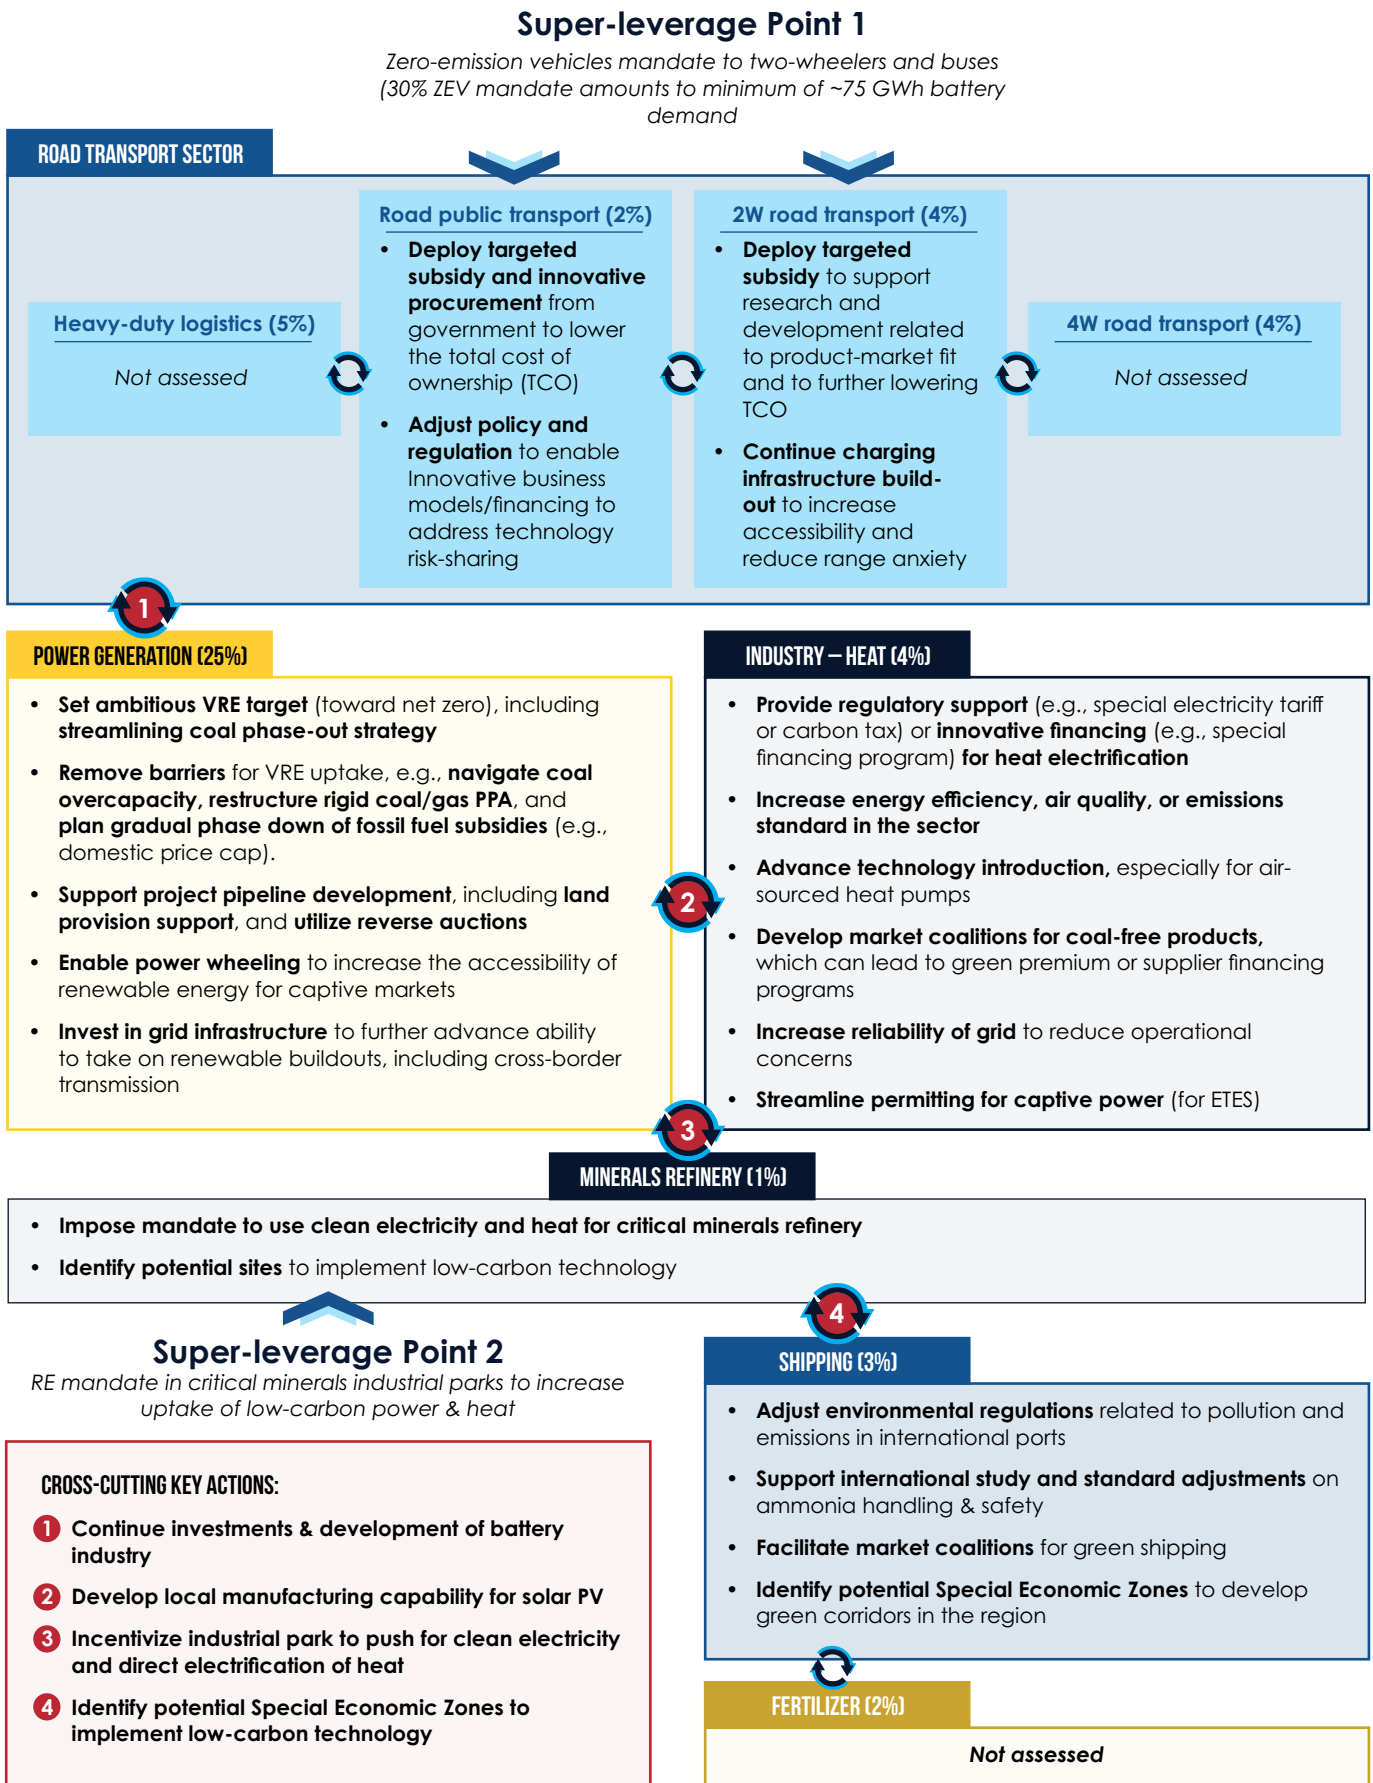 Super-leverage Point 1
Zero-emission vehicles mandate to two-wheelers and buses
(30% ZEV mandate amounts to minimum of ~75 GWh battery
demand
ROAD TRANSPORT SECTOR
Heavy-duty logistics (5%)
Not assessed
Road public transport (2%)
• Deploy targeted
subsidy and innovative
procurement from
government to lower
the total cost of
ownership (TCO)
• Adjust policy and
regulation to enable
Innovative business
models/financing to
address technology
risk-sharing
2W road transport (4%)
• Deploy targeted
subsidy to support
research and
development related
to product-market fit
and to further lowering
TCO
• Continue charging
infrastructure build-
out to increase
accessibility and
reduce range anxiety
4W road transport (4%)
Not assessed
1
POWER GENERATION (25%)
• Set ambitious VRE target (toward net zero), including
streamlining coal phase-out strategy
• Remove barriers for VRE uptake, e.g., navigate coal
overcapacity, restructure rigid coal/gas PPA, and
plan gradual phase down of fossil fuel subsidies (e.g.,
domestic price cap).
• Support project pipeline development, including land
provision support, and utilize reverse auctions
• Enable power wheeling to increase the accessibility of
renewable energy for captive markets
• Invest in grid infrastructure to further advance ability
to take on renewable buildouts, including cross-border
transmission
2
INDUSTRY – HEAT (4%)
• Provide regulatory support (e.g., special electricity tariff
or carbon tax) or innovative financing (e.g., special
financing program) for heat electrification
• Increase energy efficiency, air quality, or emissions
standard in the sector
• Advance technology introduction, especially for air-
sourced heat pumps
• Develop market coalitions for coal-free products,
which can lead to green premium or supplier financing
programs
• Increase reliability of grid to reduce operational
concerns
• Streamline permitting for captive power (for ETES)
3
MINERALS REFINERY (1%)
• Impose mandate to use clean electricity and heat for critical minerals refinery
• Identify potential sites to implement low-carbon technology
Super-leverage Point 2
RE mandate in critical minerals industrial parks to increase
uptake of low-carbon power & heat
CROSS-CUTTING KEY ACTIONS:
1 Continue investments & development of battery
industry
2 Develop local manufacturing capability for solar PV
3 Incentivize industrial park to push for clean electricity
and direct electrification of heat
4 Identify potential Special Economic Zones to
implement low-carbon technology
4
SHIPPING (3%)
• Adjust environmental regulations related to pollution and
emissions in international ports
• Support international study and standard adjustments on
ammonia handling & safety
• Facilitate market coalitions for green shipping
• Identify potential Special Economic Zones to develop
green corridors in the region
FERTILIZER (2%)
Not assessed